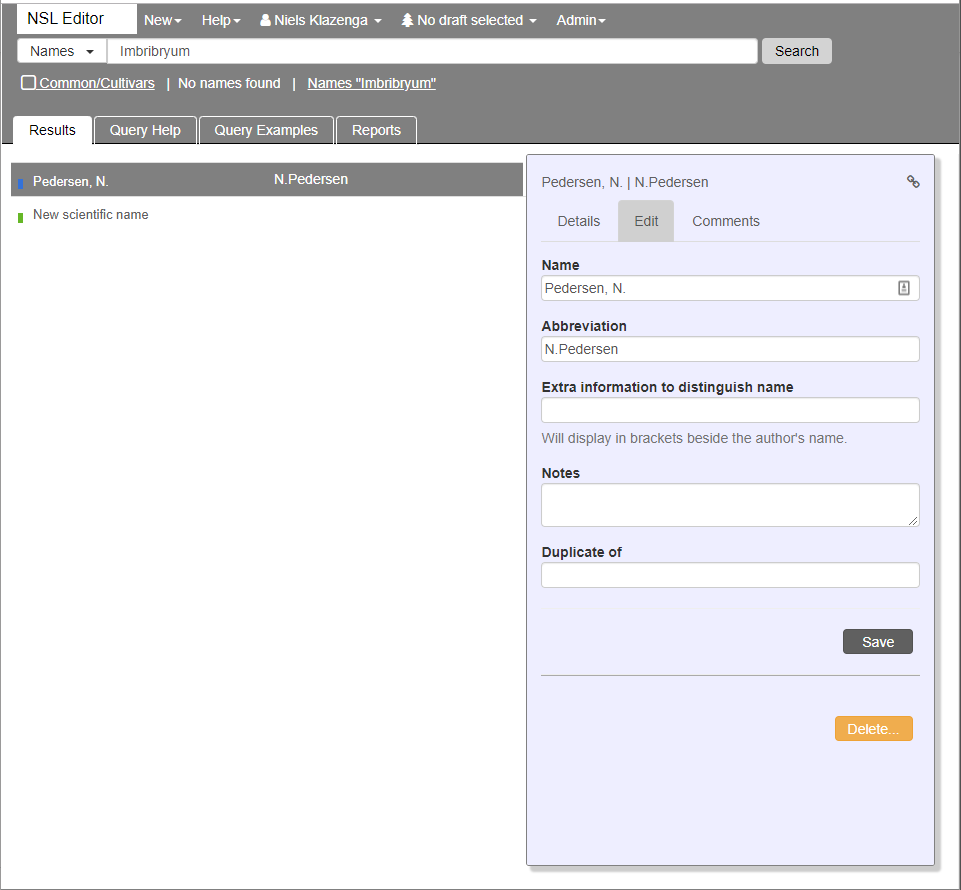 NSL Editor New Help Niels Klazenga No draft selected Admin
Names Imbribryum Search
Common/Cultivars | No names found | Names "Imbribryum"
Results Query Help Query Examples Reports
Pedersen, N. N.Pedersen
New scientific name
Pedersen, N. | N.Pedersen
Details Edit Comments
Name
Pedersen, N.
Abbreviation
N.Pedersen
Extra information to distinguish name
Will display in brackets beside the author's name.
Notes
Duplicate of
Save
Delete...